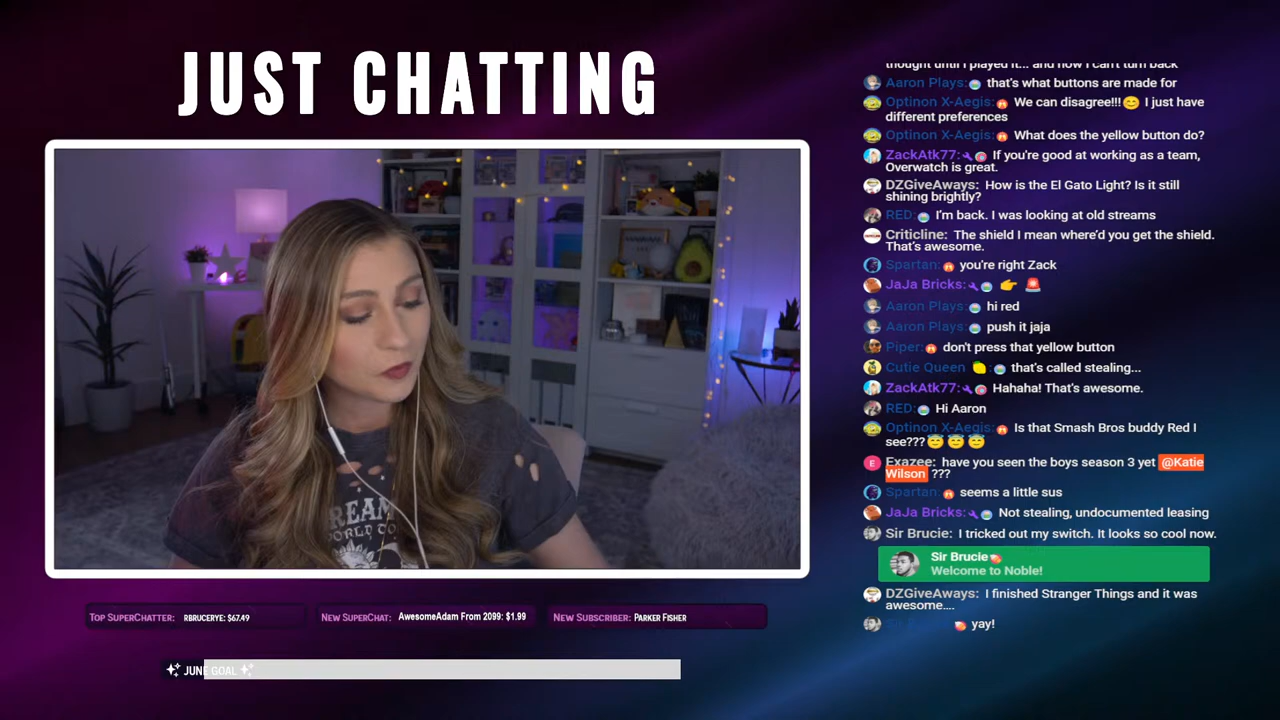 JUST CHATTING
thought until I played it... and now I can't turn back
Aaron Plays: that's what buttons are made for
Optinon X-Aegis: We can disagree!!!😊 I just have
different preferences
Optinon X-Aegis: What does the yellow button do?
ZackAtk77: If you're good at working as a team,
Overwatch is great.
DZGiveAways: How is the El Gato Light? Is it still
shining brightly?
RED: I'm back. I was looking at old streams
Criticline: The shield I mean where'd you get the shield.
That's awesome.
Spartan: you're right Zack
JaJa Bricks: 👉 🚨
Aaron Plays: hi red
Aaron Plays: push it jaja
Piper: don't press that yellow button
Cutie Queen 🍋: that's called stealing...
ZackAtk77: Hahaha! That's awesome.
RED: Hi Aaron
Optinon X-Aegis: Is that Smash Bros buddy Red I
see???😇😇😇
Exazee: have you seen the boys season 3 yet @Katie
Wilson ???
Spartan: seems a little sus
JaJa Bricks: Not stealing, undocumented leasing
Sir Brucie: I tricked out my switch. It looks so cool now.
Sir Brucie
Welcome to Noble!
DZGiveAways: I finished Stranger Things and it was
awesome....
yay!
TOP SUPERCHATTER: RBRUCERYE: $67.49
NEW SUPERCHAT: AwesomeAdam From 2099: $1.99
NEW SUBSCRIBER: PARKER FISHER
JUNE GOAL